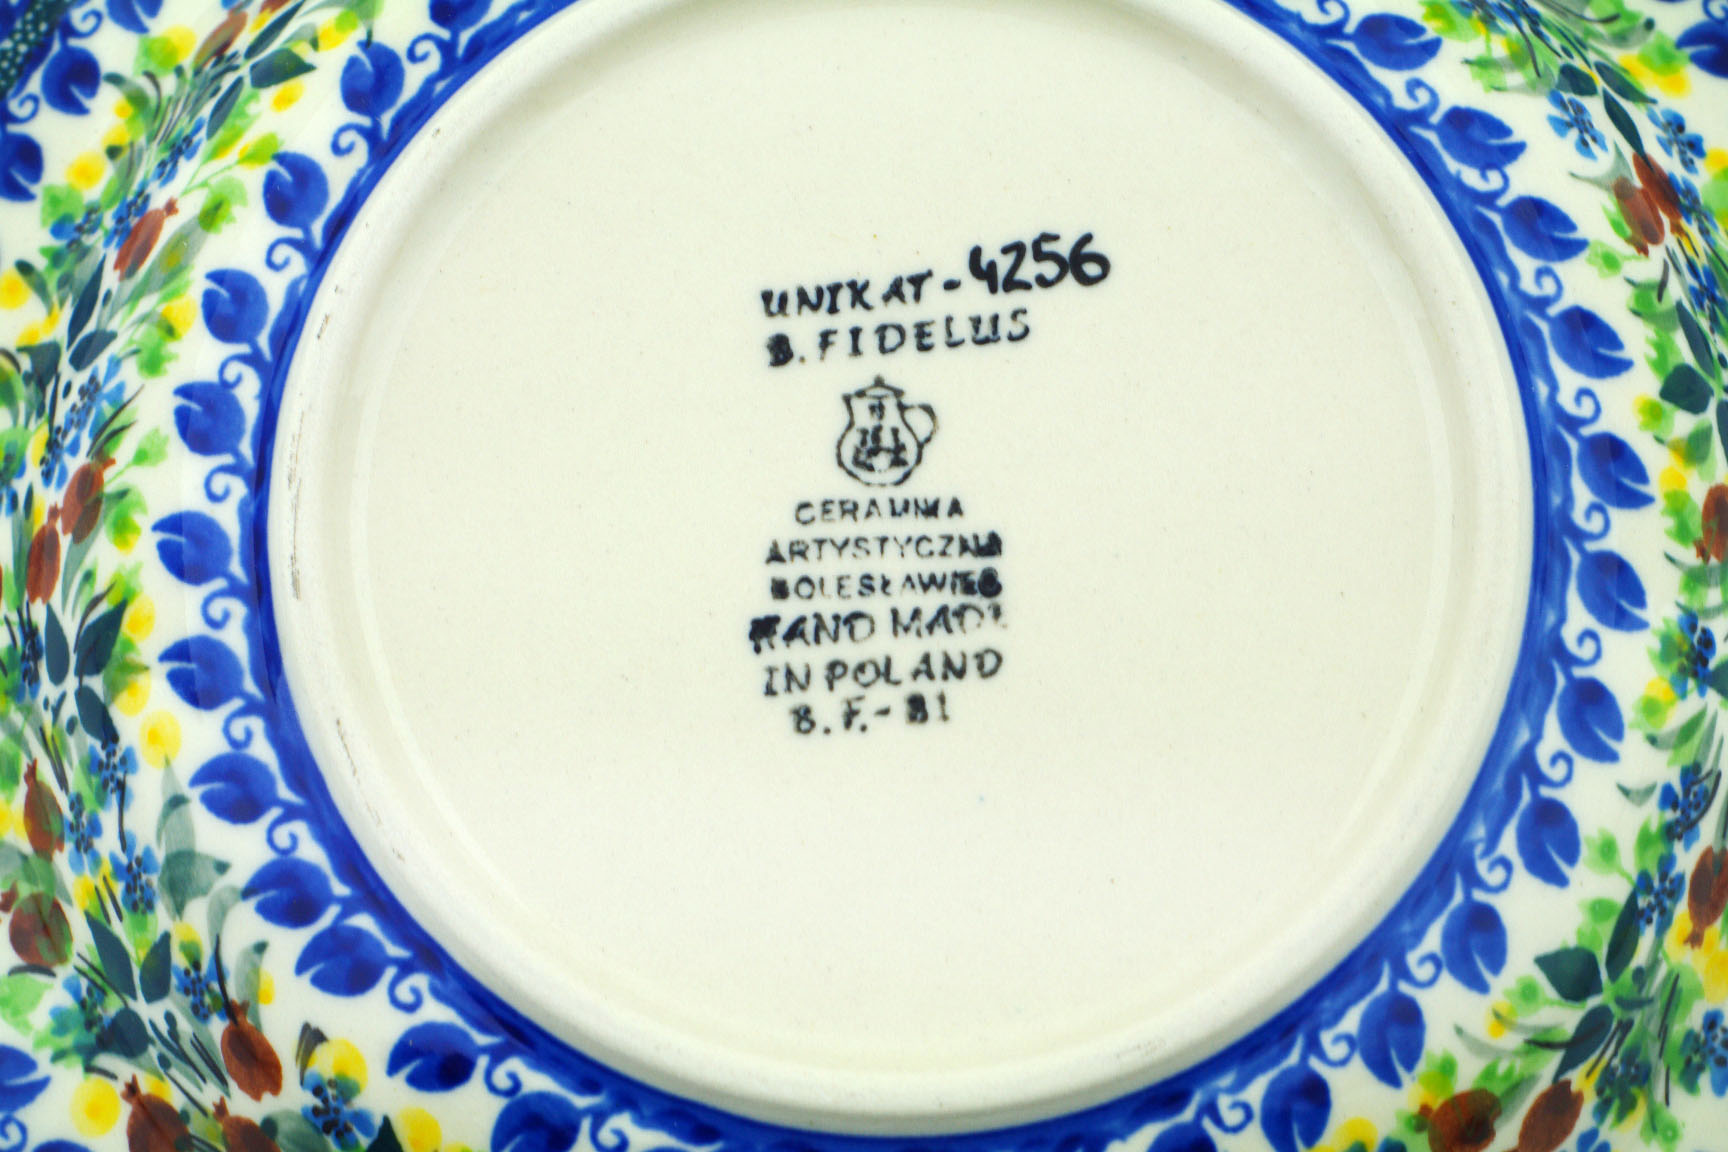 UNIKAT-4256
B. FIDELUS
CERAMIKA
ARTYSTYCZNA
BOLESŁAWIEC
HAND MADE
IN POLAND
B. F.-81